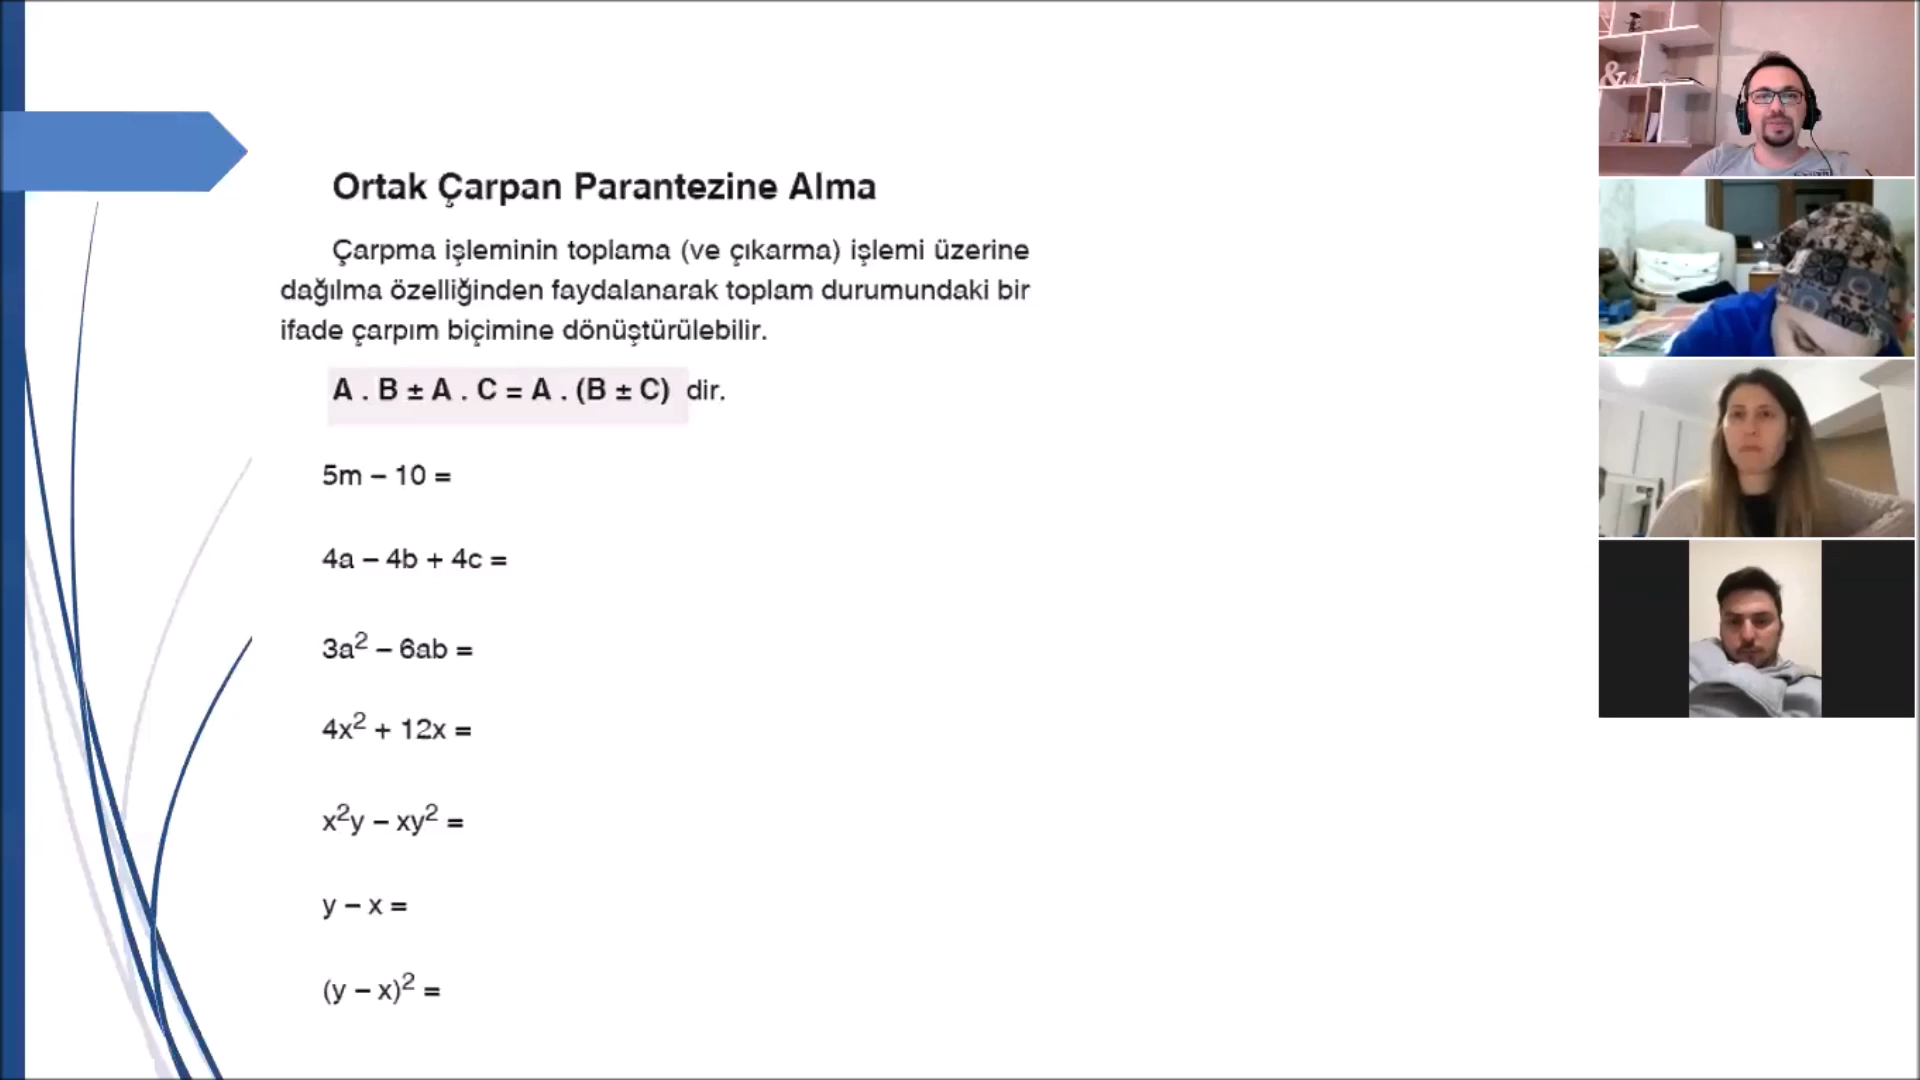 Ortak Çarpan Parantezine Alma
Çarpma işleminin toplama (ve çıkarma) işlemi üzerine
dağılma özelliğinden faydalanarak toplam durumundaki bir
ifade çarpım biçimine dönüştürülebilir.
A . B ± A . C = A . (B ± C) dir.
5m – 10 =
4a – 4b + 4c =
3a² – 6ab =
4x² + 12x =
x²y – xy² =
y – x =
(y – x)² =
&